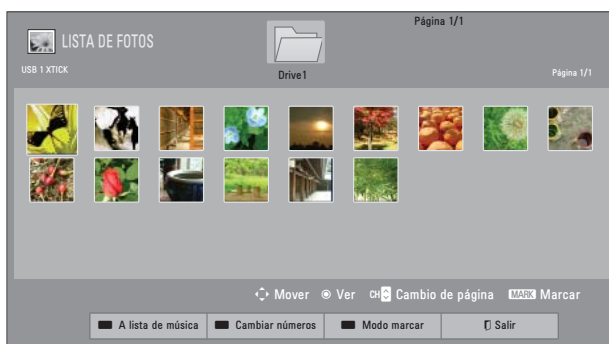 Página 1/1
LISTA DE FOTOS
USB 1 XTICK
Drive1
Página 1/1
Mover Ver CH Cambio de página MARK Marcar
A lista de música Cambiar números Modo marcar Salir